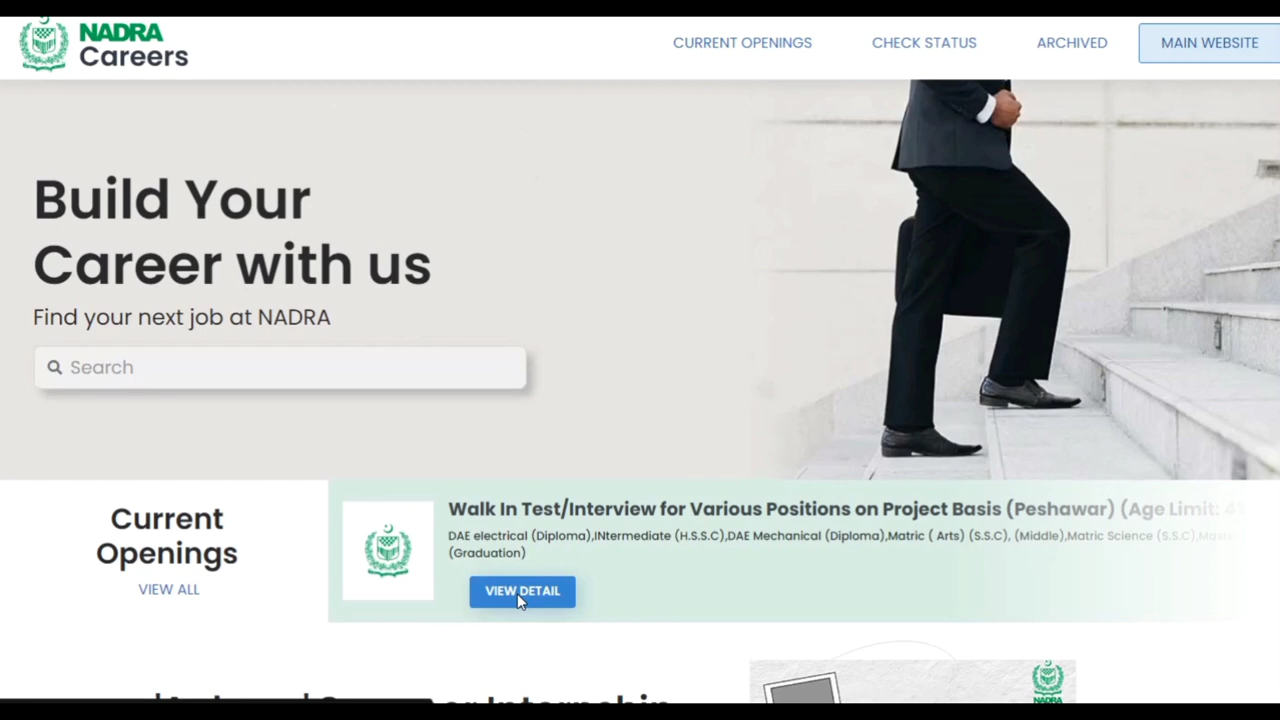 NADRA
Careers
CURRENT OPENINGS
CHECK STATUS
ARCHIVED
MAIN WEBSITE
Build Your
Career with us
Find your next job at NADRA
Search
Current
Openings
VIEW ALL
Walk In Test/Interview for Various Positions on Project Basis (Peshawar) (Age Limit:
DAE electrical (Diploma),INtermediate (H.S.S.C),DAE Mechanical (Diploma),Matric ( Arts) (S.S.C), (Middle),Matric Science (S.S.C),
(Graduation)
VIEW DETAIL
NADRA